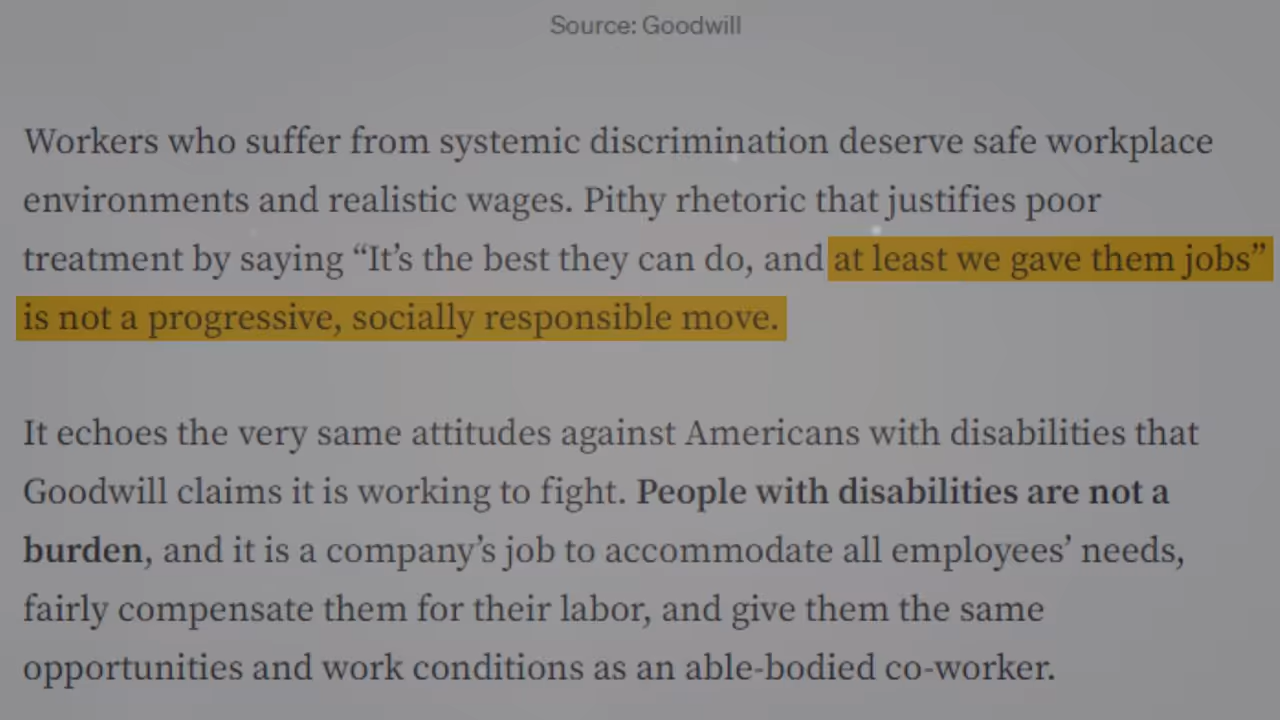 Source: Goodwill
Workers who suffer from systemic discrimination deserve safe workplace
environments and realistic wages. Pithy rhetoric that justifies poor
treatment by saying “It’s the best they can do, and at least we gave them jobs”
is not a progressive, socially responsible move.
It echoes the very same attitudes against Americans with disabilities that
Goodwill claims it is working to fight. People with disabilities are not a
burden, and it is a company’s job to accommodate all employees’ needs,
fairly compensate them for their labor, and give them the same
opportunities and work conditions as an able-bodied co-worker.